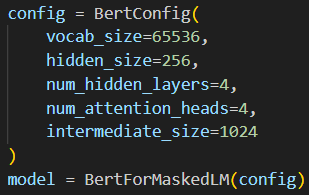 config = BertConfig(
    vocab_size=65536,
    hidden_size=256,
    num_hidden_layers=4,
    num_attention_heads=4,
    intermediate_size=1024
)
model = BertForMaskedLM(config)